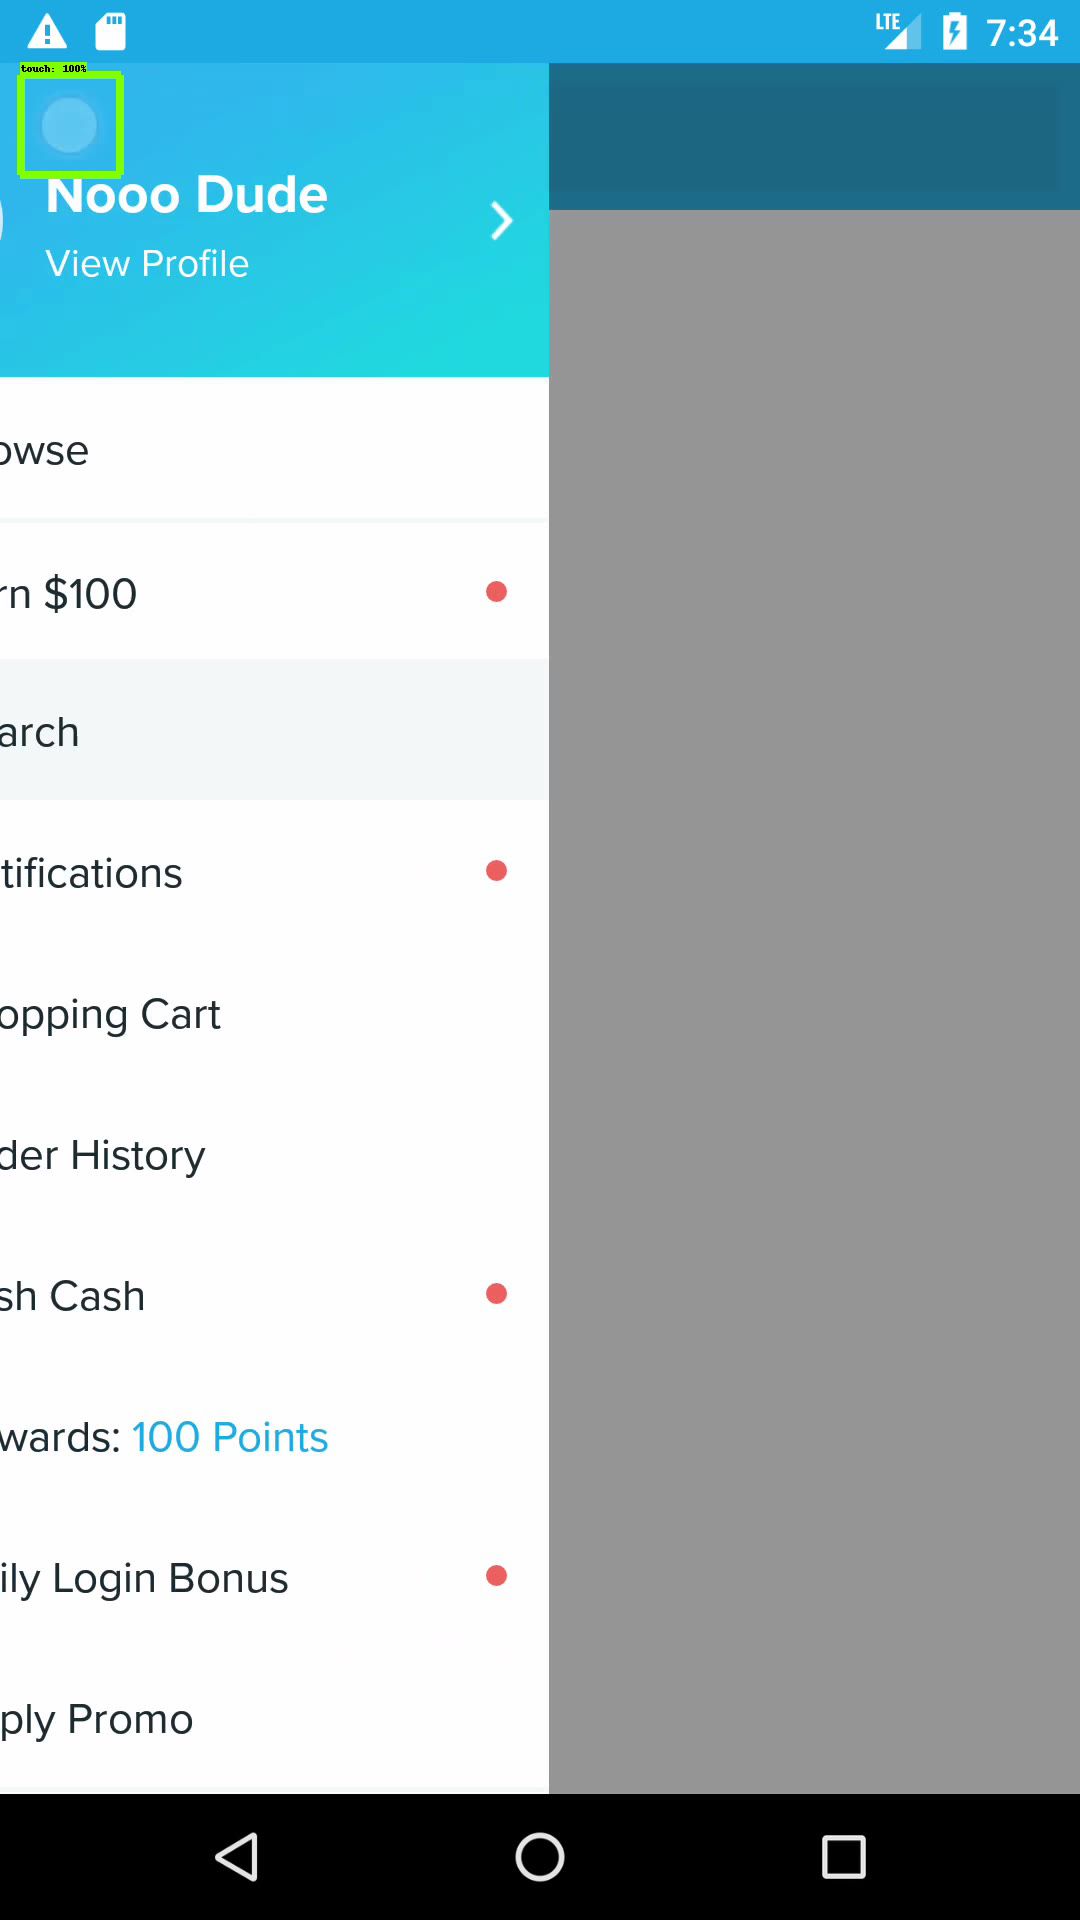 LTE 7:34
touch: 100%
Nooo Dude
View Profile
owse
rn $100
arch
tifications
opping Cart
der History
sh Cash
wards: 100 Points
ily Login Bonus
ply Promo